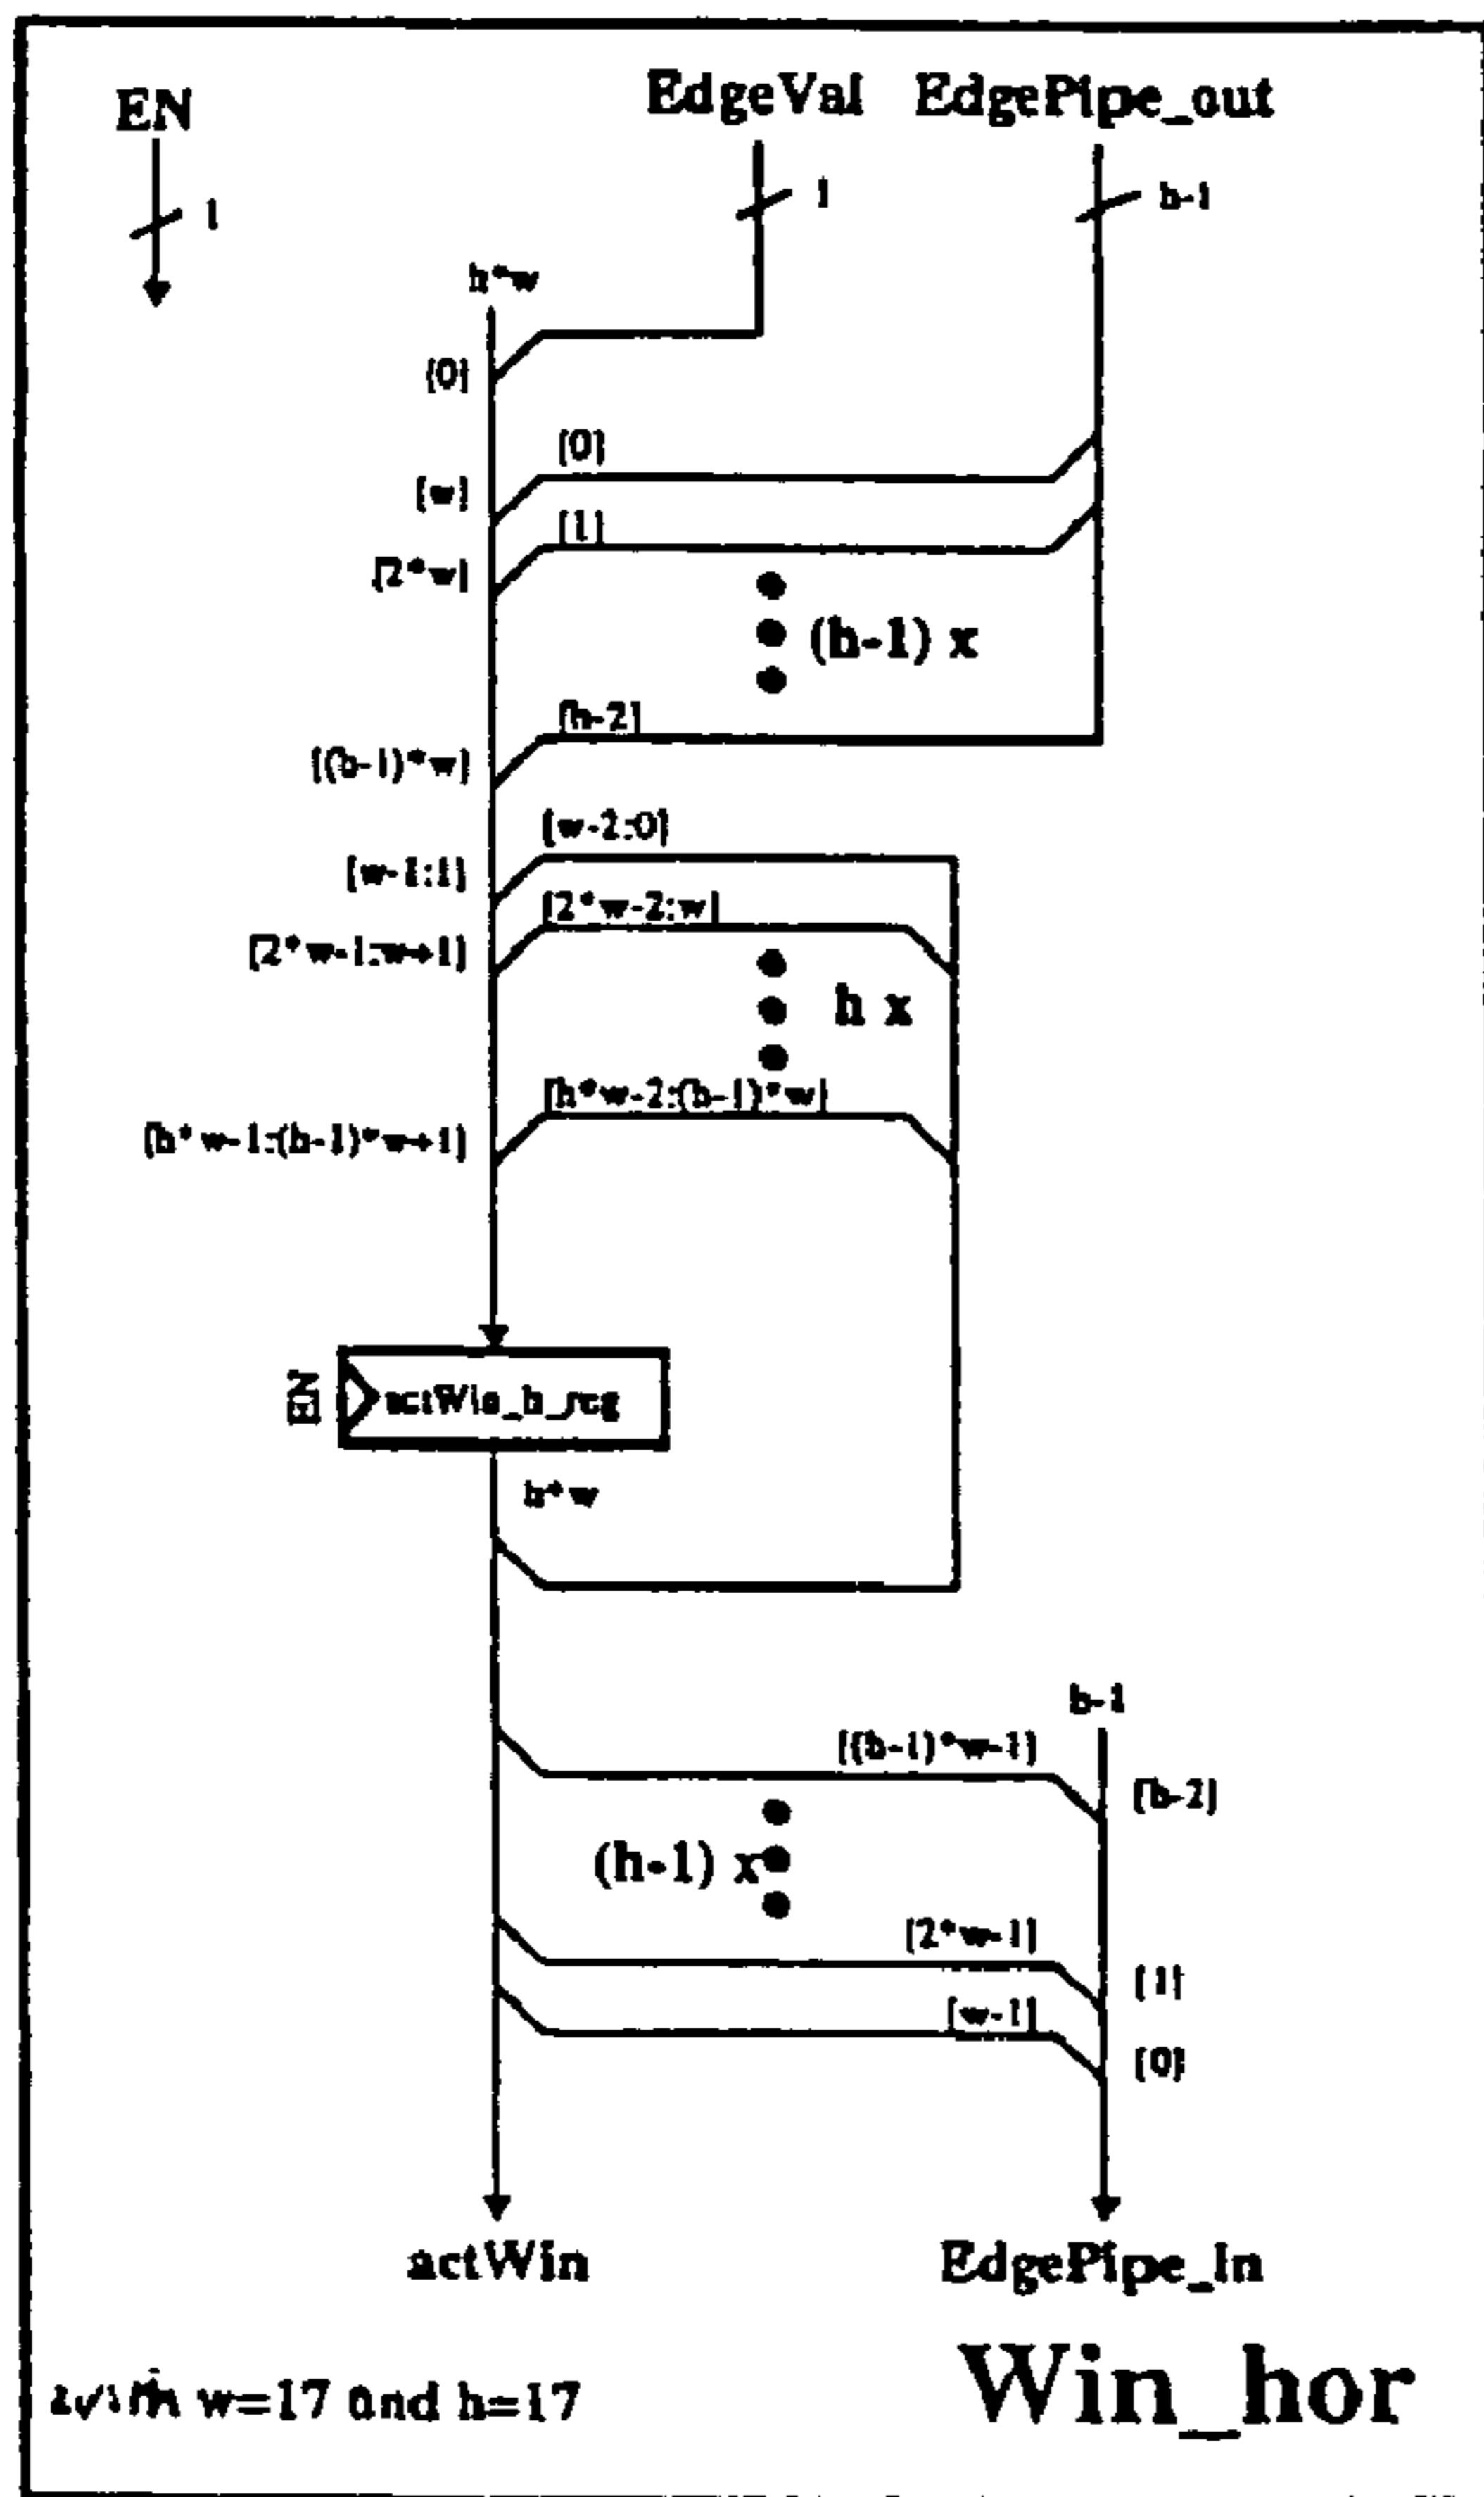 EN
EdgeVal EdgePipe_out
1
1
h-1
h*w
[0]
[0]
[w]
[1]
[2*w]
(h-1) x
[h-2]
[(h-1)*w]
[w-2:0]
[w-1:1]
[2*w-2:w]
[2*w-1:w+1]
h x
[h*w-2:(h-1)*w]
[h*w-1:(h-1)*w+1]
EN
actWin_h_reg
h*w
h-1
[(h-1)*w-1]
[h-2]
(h-1) x
[2*w-1]
[1]
[w-1]
[0]
actWin
EdgePipe_In
Win_hor
w=17 and h=17